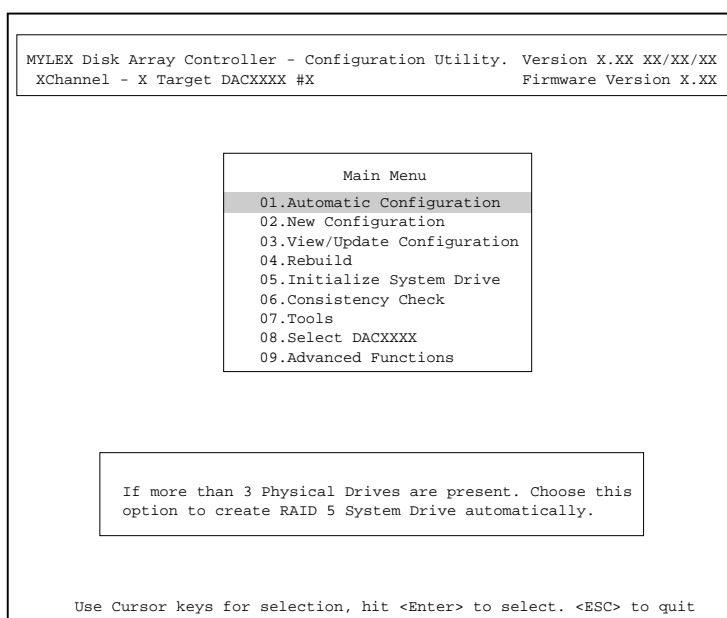 MYLEX Disk Array Controller - Configuration Utility. Version X.XX XX/XX/XX
XChannel - X Target DACXXXX #X Firmware Version X.XX
Main Menu
01.Automatic Configuration
02.New Configuration
03.View/Update Configuration
04.Rebuild
05.Initialize System Drive
06.Consistency Check
07.Tools
08.Select DACXXXX
09.Advanced Functions
If more than 3 Physical Drives are present. Choose this
option to create RAID 5 System Drive automatically.
Use Cursor keys for selection, hit <Enter> to select. <ESC> to quit